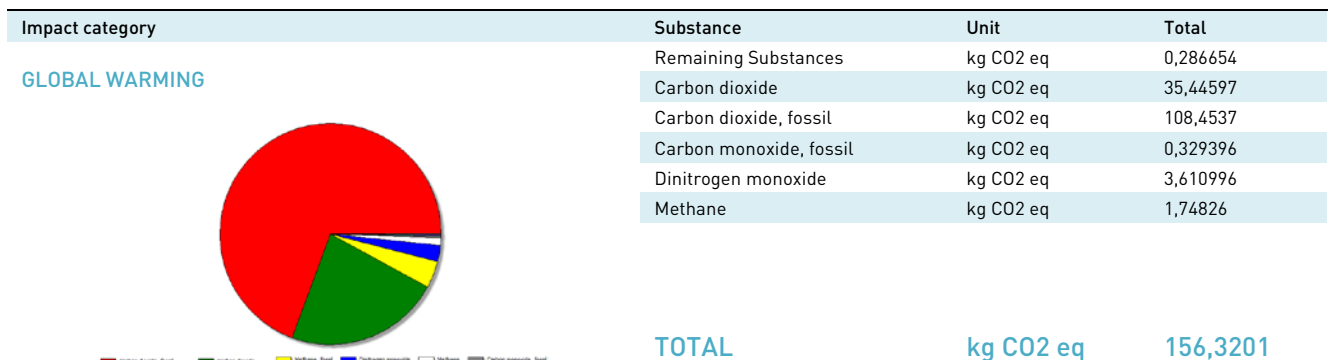 Impact category Substance Unit Total
GLOBAL WARMING
Remaining Substances kg CO2 eq 0,286654
Carbon dioxide kg CO2 eq 35,44597
Carbon dioxide, fossil kg CO2 eq 108,4537
Carbon monoxide, fossil kg CO2 eq 0,329396
Dinitrogen monoxide kg CO2 eq 3,610996
Methane kg CO2 eq 1,74826
TOTAL kg CO2 eq 156,3201